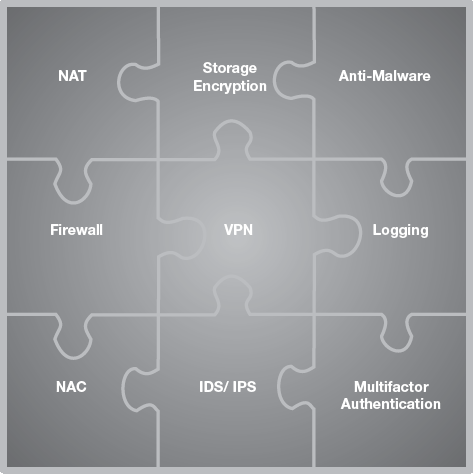 NAT
Storage
Encryption
Anti-Malware
Firewall
VPN
Logging
NAC
IDS/ IPS
Multifactor
Authentication